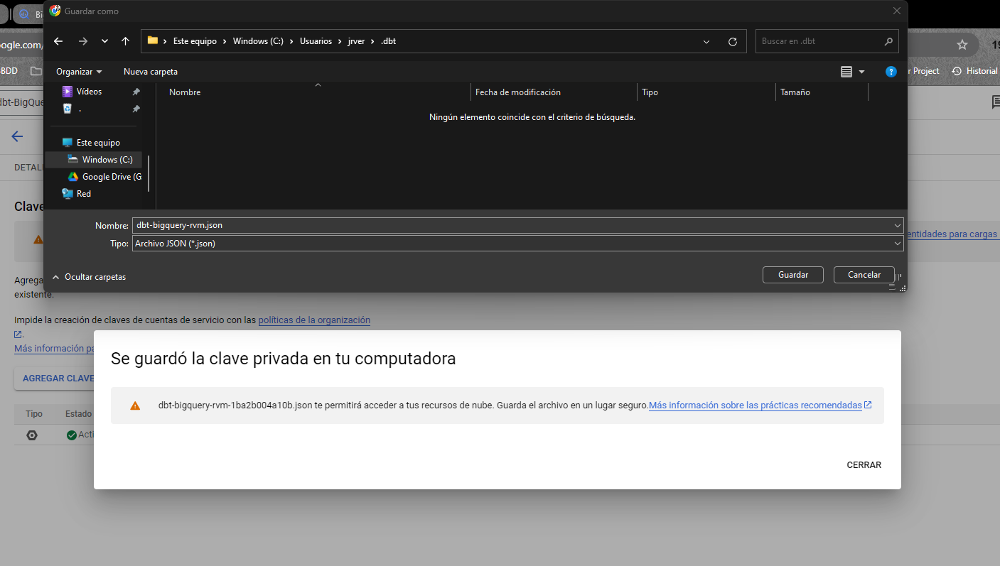 Bi
Guardar como
ogle.com/
Este equipo > Windows (C:) > Usuarios > jrver > .dbt
Buscar en .dbt
BDD
Organizar
Nueva carpeta
r Project
Historial
Vídeos
.
Nombre
Fecha de modificación
Tipo
Tamaño
dbt-BigQue
Ningún elemento coincide con el criterio de búsqueda.
Este equipo
Windows (C:)
Google Drive (G:
Red
DETALL
Clave
Nombre: dbt-bigquery-rvm.json
Tipo: Archivo JSON (*.json)
entidades para cargas
Ocultar carpetas
Guardar
Cancelar
Agrega
existente.
Impide la creación de claves de cuentas de servicio con las políticas de la organización
.
Más información pa
Se guardó la clave privada en tu computadora
AGREGAR CLAVE
dbt-bigquery-rvm-1ba2b004a10b.json te permitirá acceder a tus recursos de nube. Guarda el archivo en un lugar seguro.Más información sobre las prácticas recomendadas
Tipo
Estado
Acti
CERRAR